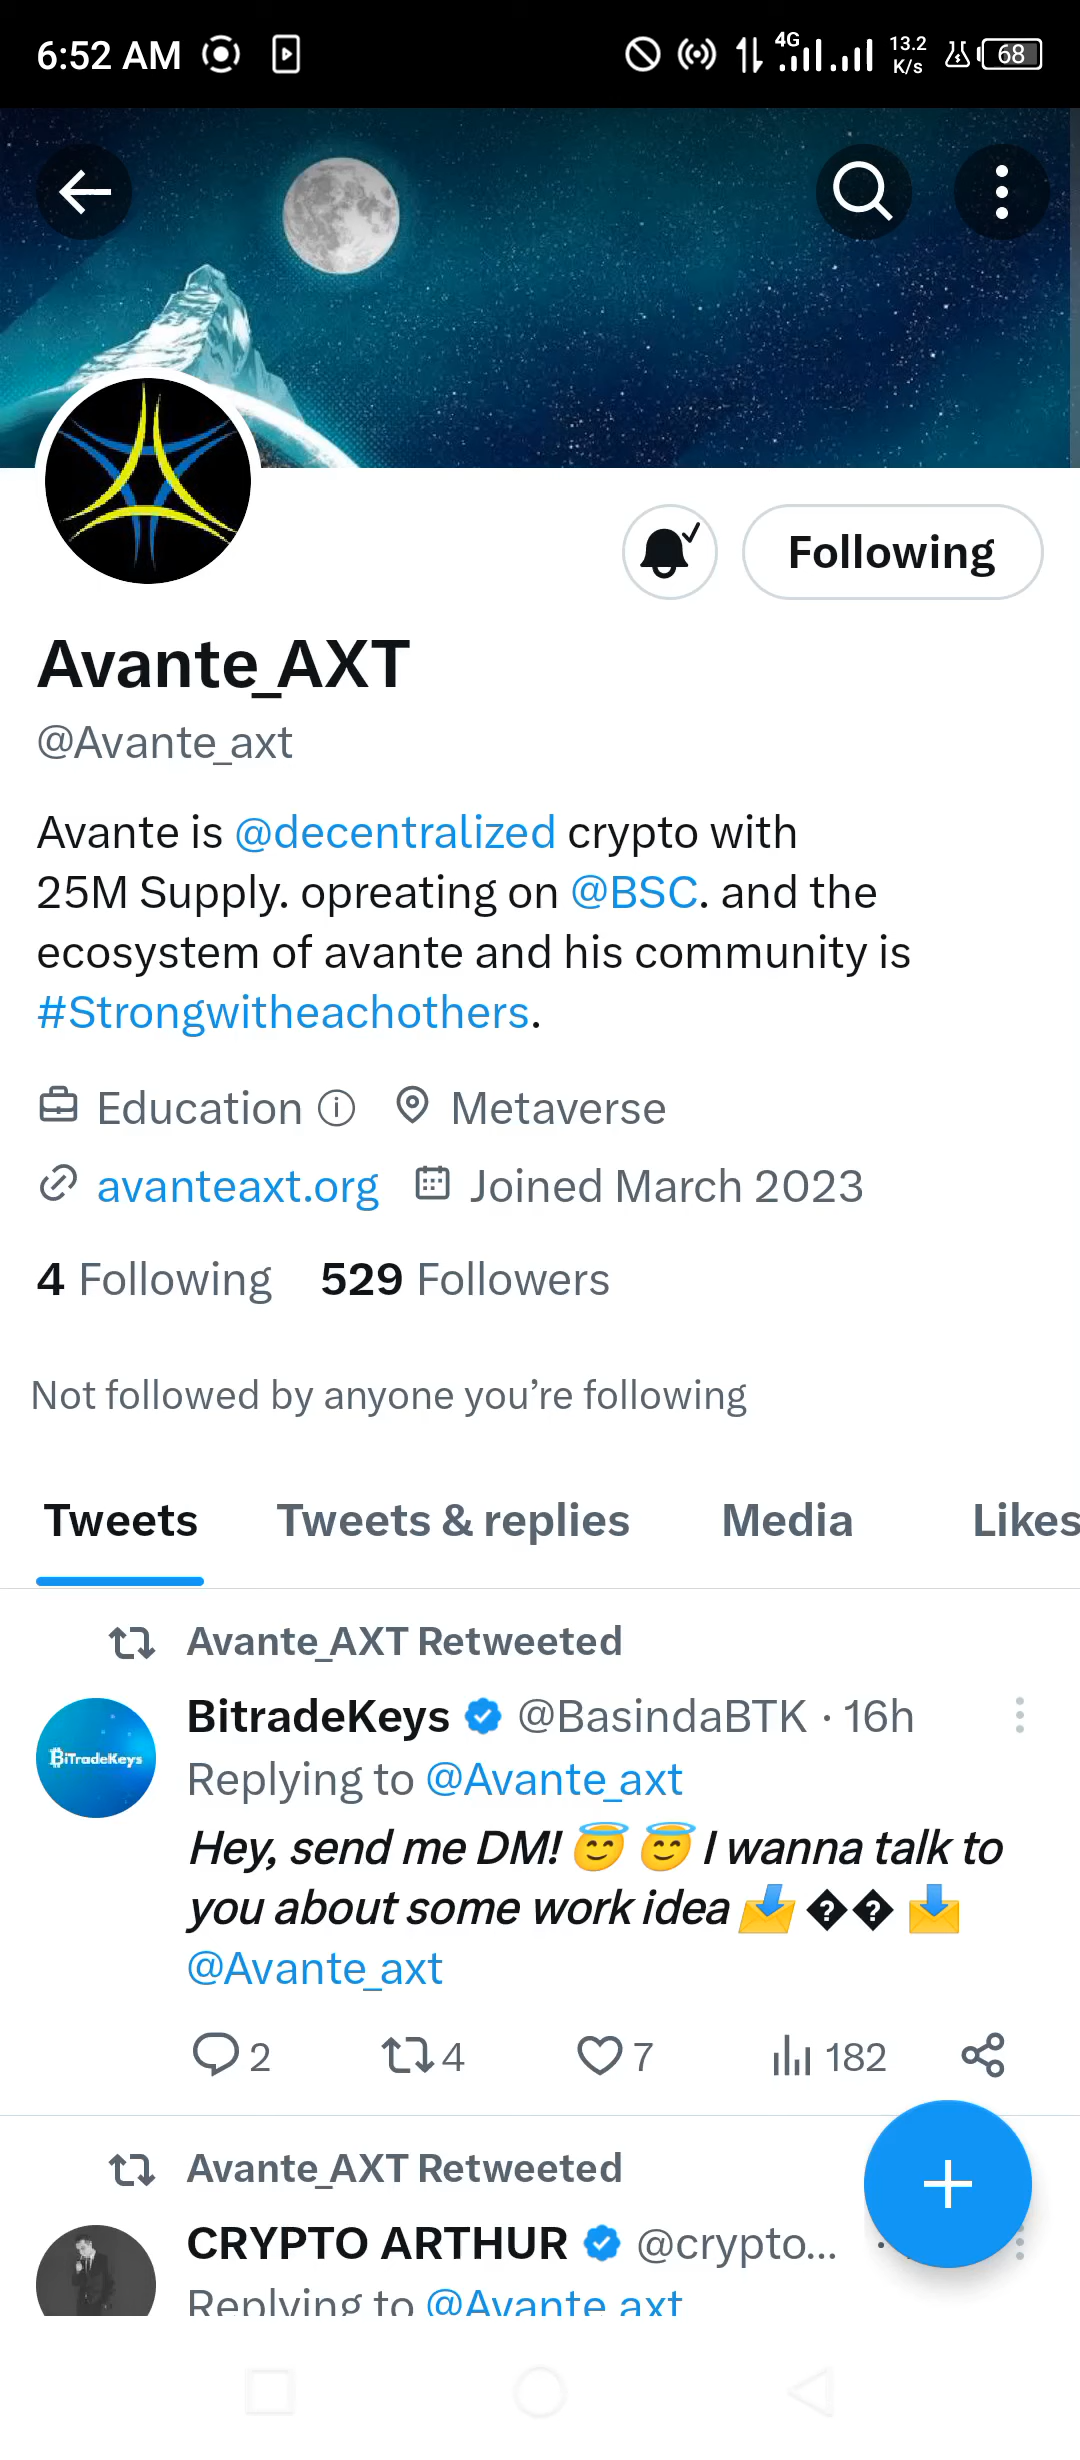 6:52 AM 4G 13.2 K/s 68
Following
Avante_AXT
@Avante_axt
Avante is @decentralized crypto with
25M Supply. opreating on @BSC. and the
ecosystem of avante and his community is
#Strongwitheachothers.
Education Metaverse
avanteaxt.org Joined March 2023
4 Following 529 Followers
Not followed by anyone you’re following
Tweets Tweets & replies Media Likes
Avante_AXT Retweeted
BitradeKeys @BasindaBTK · 16h
BiTradeKeys
Replying to @Avante_axt
Hey, send me DM! 😇 😇 I wanna talk to
you about some work idea 📩 �� 📩
@Avante_axt
2 4 7 182
Avante_AXT Retweeted
CRYPTO ARTHUR @crypto... ·
Replying to @Avante_axt